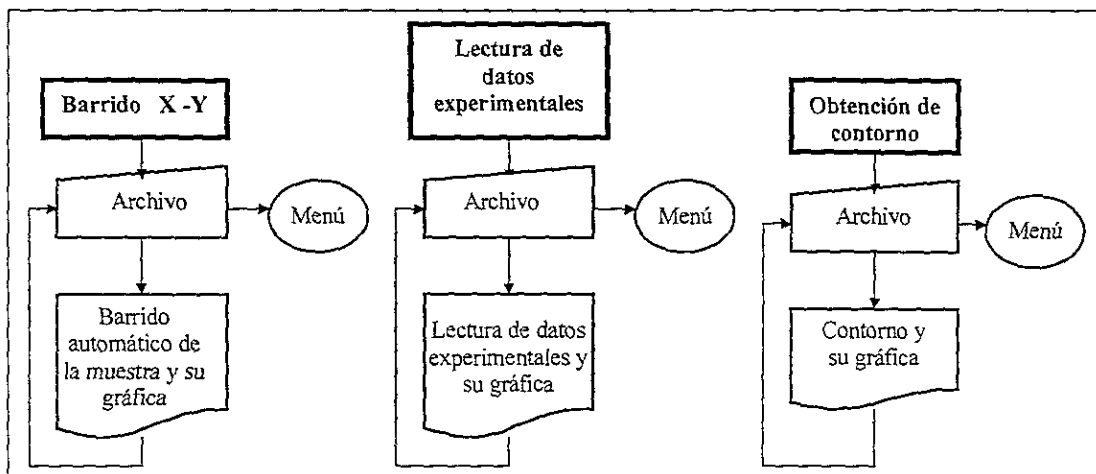 Barrido X -Y
Archivo
Menú
Barrido
automático de
la muestra y su
gráfica
Lectura de
datos
experimentales
Archivo
Menú
Lectura de datos
experimentales y
su gráfica
Obtención de
contorno
Archivo
Menú
Contorno y
su gráfica